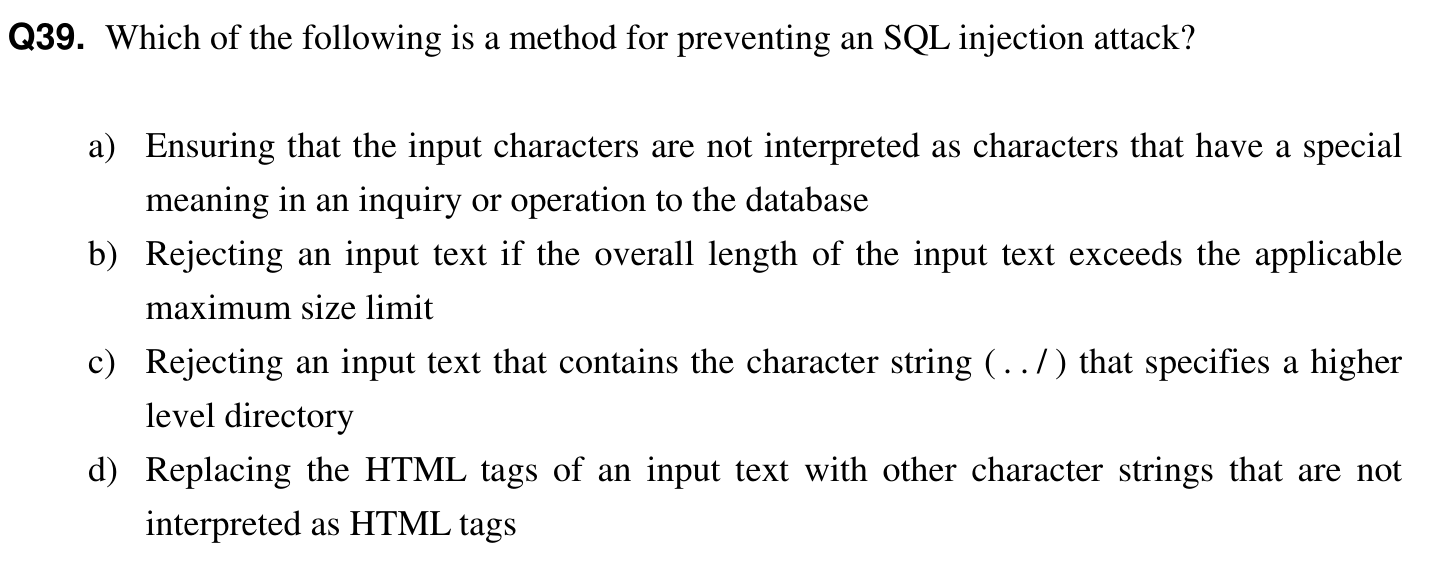 Q39. Which of the following is a method for preventing an SQL injection attack?
a) Ensuring that the input characters are not interpreted as characters that have a special
meaning in an inquiry or operation to the database
b) Rejecting an input text if the overall length of the input text exceeds the applicable
maximum size limit
c) Rejecting an input text that contains the character string (../) that specifies a higher
level directory
d) Replacing the HTML tags of an input text with other character strings that are not
interpreted as HTML tags